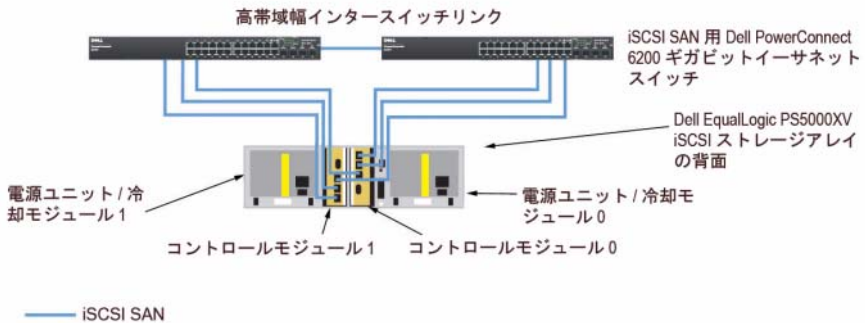 高帯域幅インタースイッチリンク
iSCSI SAN 用 Dell PowerConnect
6200 ギガビットイーサネット
スイッチ
Dell EqualLogic PS5000XV
iSCSI ストレージアレイ
の背面
電源ユニット / 冷
却モジュール 1
電源ユニット / 冷却モ
ジュール 0
コントロールモジュール 1
コントロールモジュール 0
iSCSI SAN